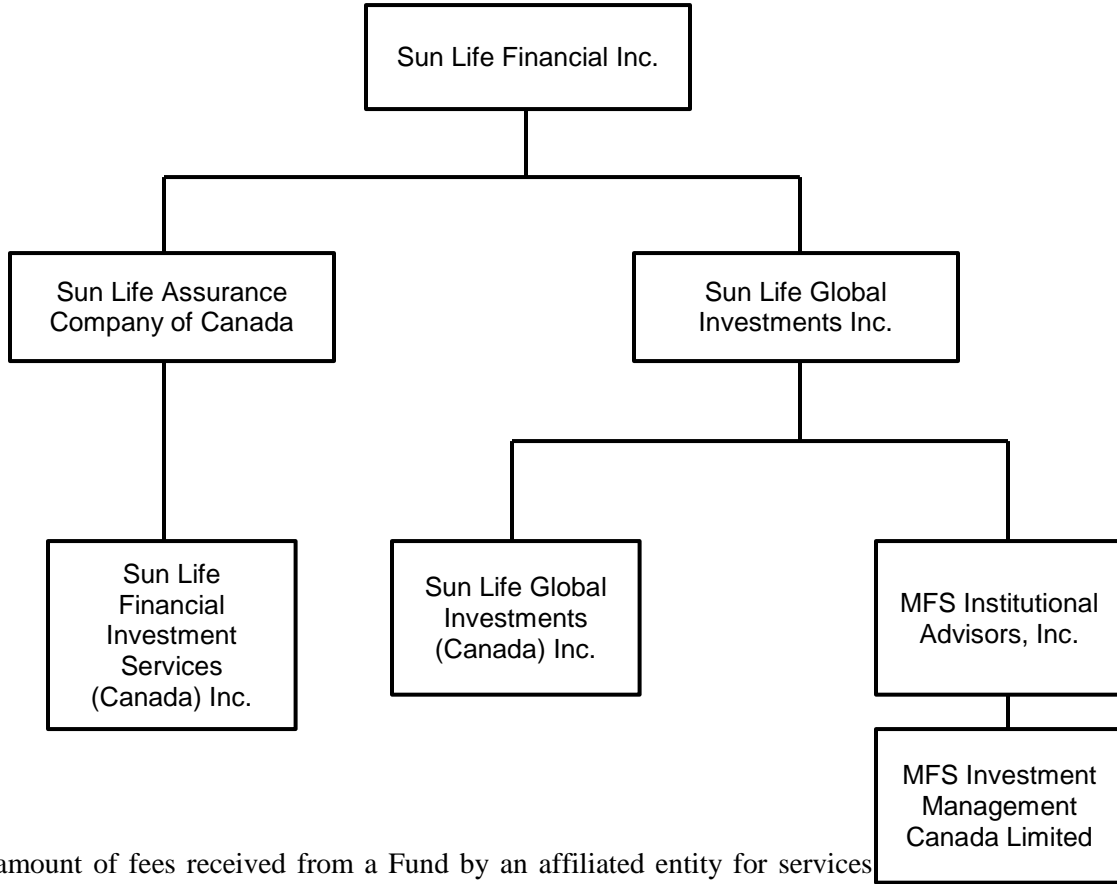 Sun Life Financial Inc.
Sun Life Assurance
Company of Canada
Sun Life Global
Investments Inc.
Sun Life
Financial
Investment
Services
(Canada) Inc.
Sun Life Global
Investments
(Canada) Inc.
MFS Institutional
Advisors, Inc.
MFS Investment
Management
Canada Limited
amount of fees received from a Fund by an affiliated entity for services